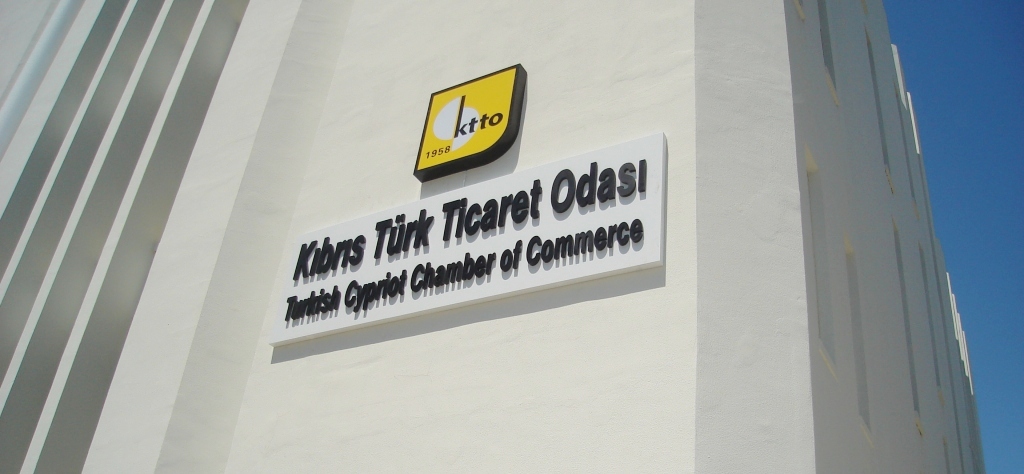 ktto
1958
Kıbrıs Türk Ticaret Odası
Turkish Cypriot Chamber of Commerce